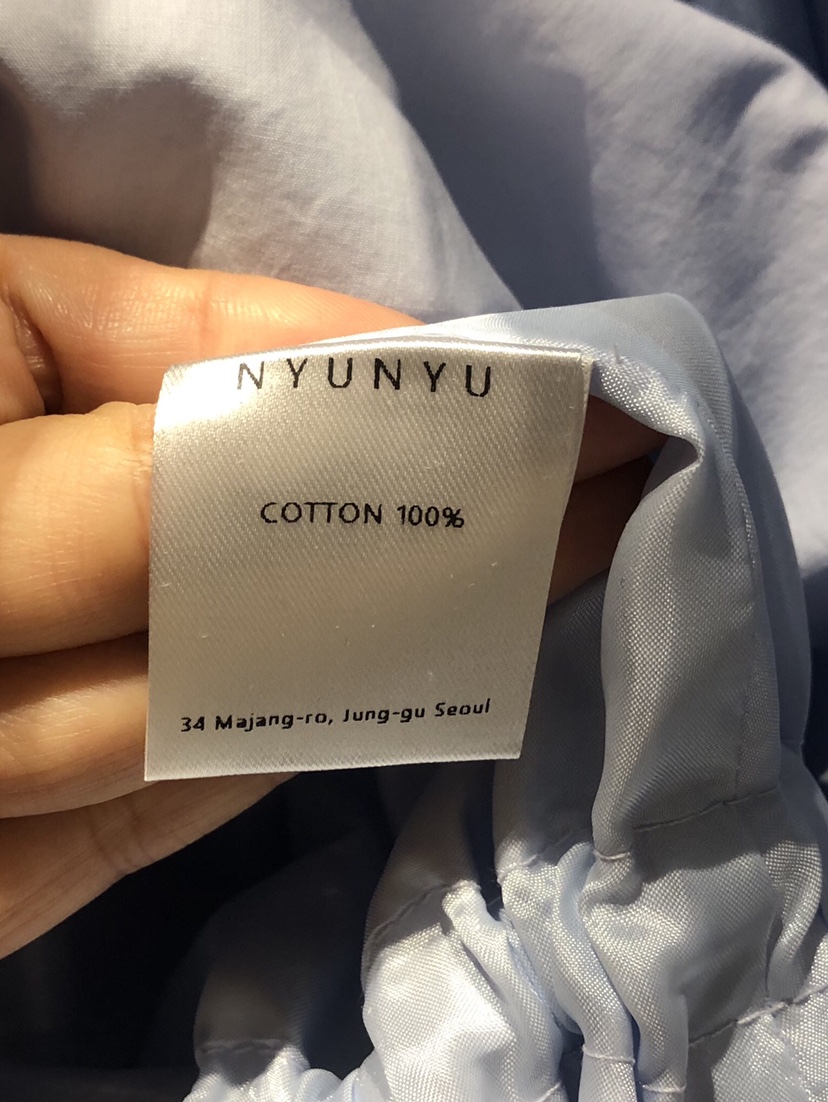 NYUNYU
COTTON 100%
34 Majang-ro, Jung-gu Seoul